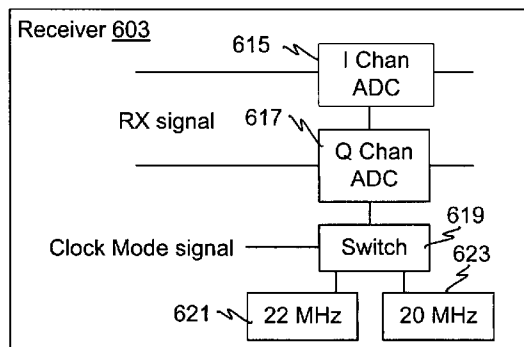 Receiver 603
615
I Chan
ADC
RX signal
617
Q Chan
ADC
619
Clock Mode signal
Switch
623
621
22 MHz
20 MHz